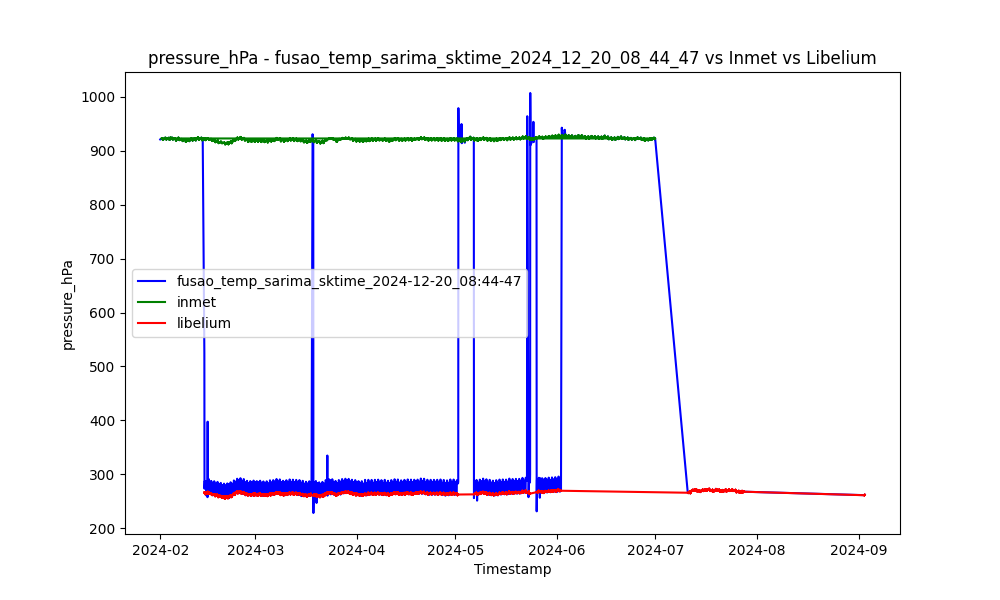 pressure_hPa - fusao_temp_sarima_sktime_2024_12_20_08_44_47 vs Inmet vs Libelium
1000
900
800
700
600
500
400
300
200
pressure_hPa
fusao_temp_sarima_sktime_2024-12-20_08:44-47
inmet
libelium
2024-02 2024-03 2024-04 2024-05 2024-06 2024-07 2024-08 2024-09
Timestamp